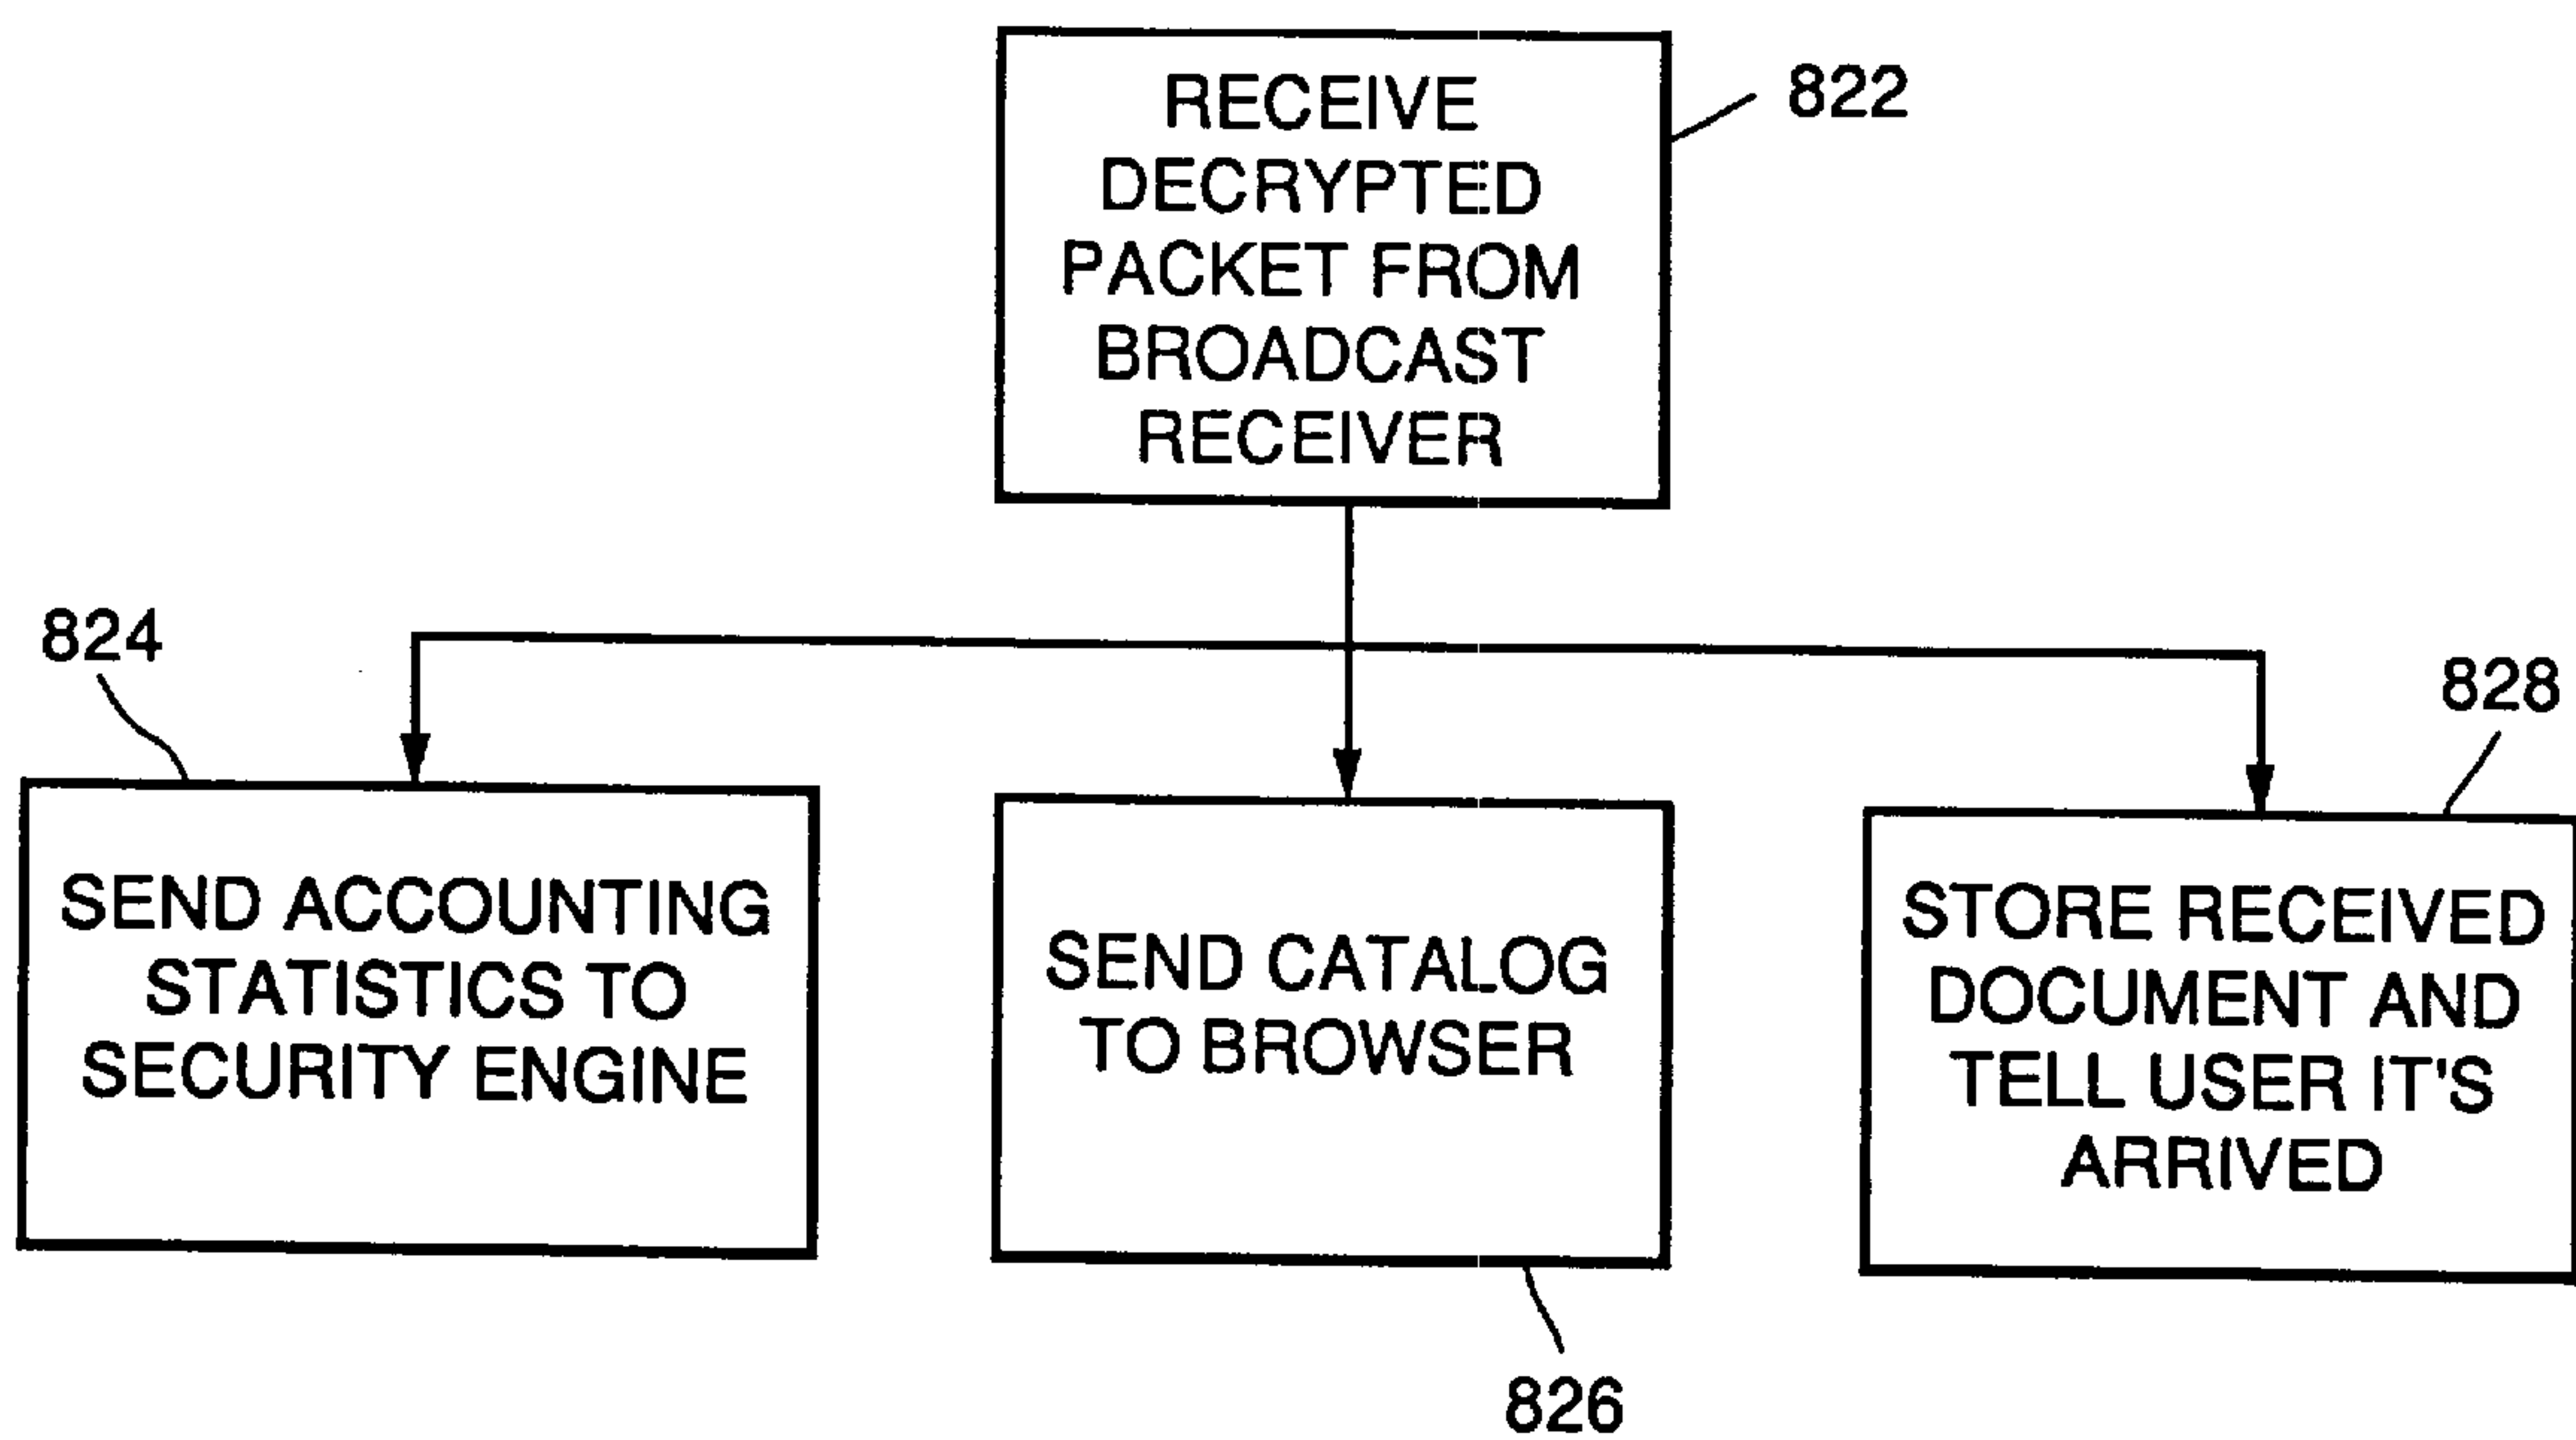 RECEIVE
DECRYPTED
PACKET FROM
BROADCAST
RECEIVER
822
824
SEND ACCOUNTING
STATISTICS TO
SECURITY ENGINE
SEND CATALOG
TO BROWSER
826
828
STORE RECEIVED
DOCUMENT AND
TELL USER IT'S
ARRIVED